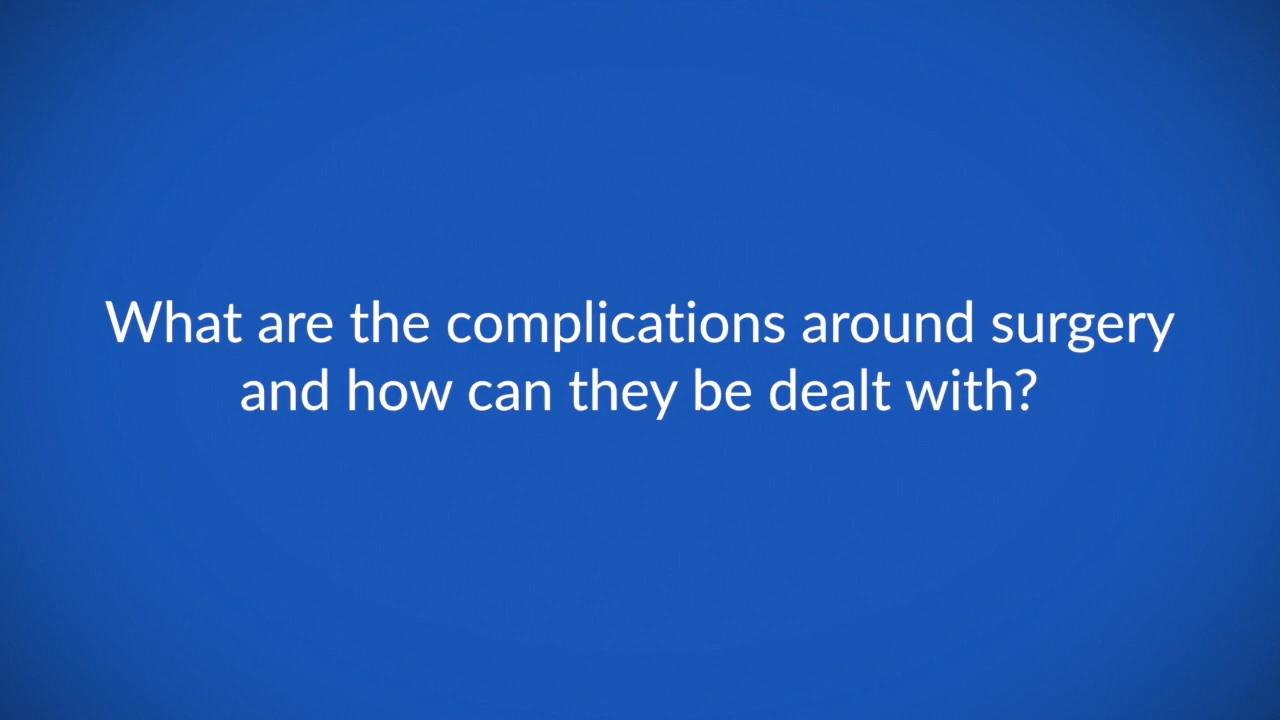 What are the complications around surgery
and how can they be dealt with?